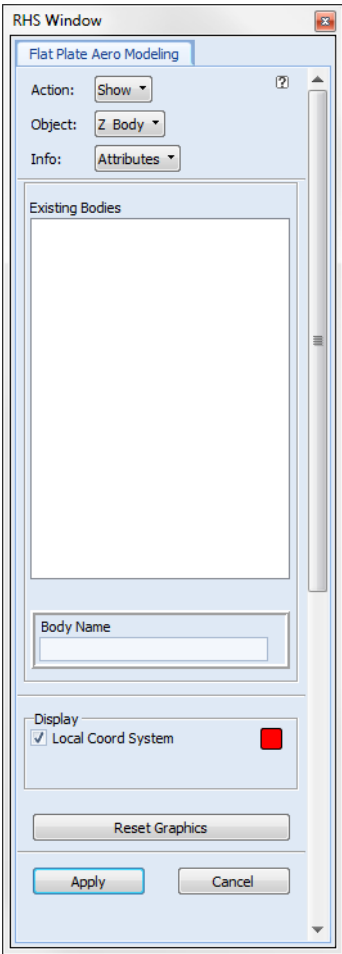 RHS Window
Flat Plate Aero Modeling
Action: Show
Object: Z Body
Info: Attributes
Existing Bodies
Body Name
Display
Local Coord System
Reset Graphics
Apply Cancel